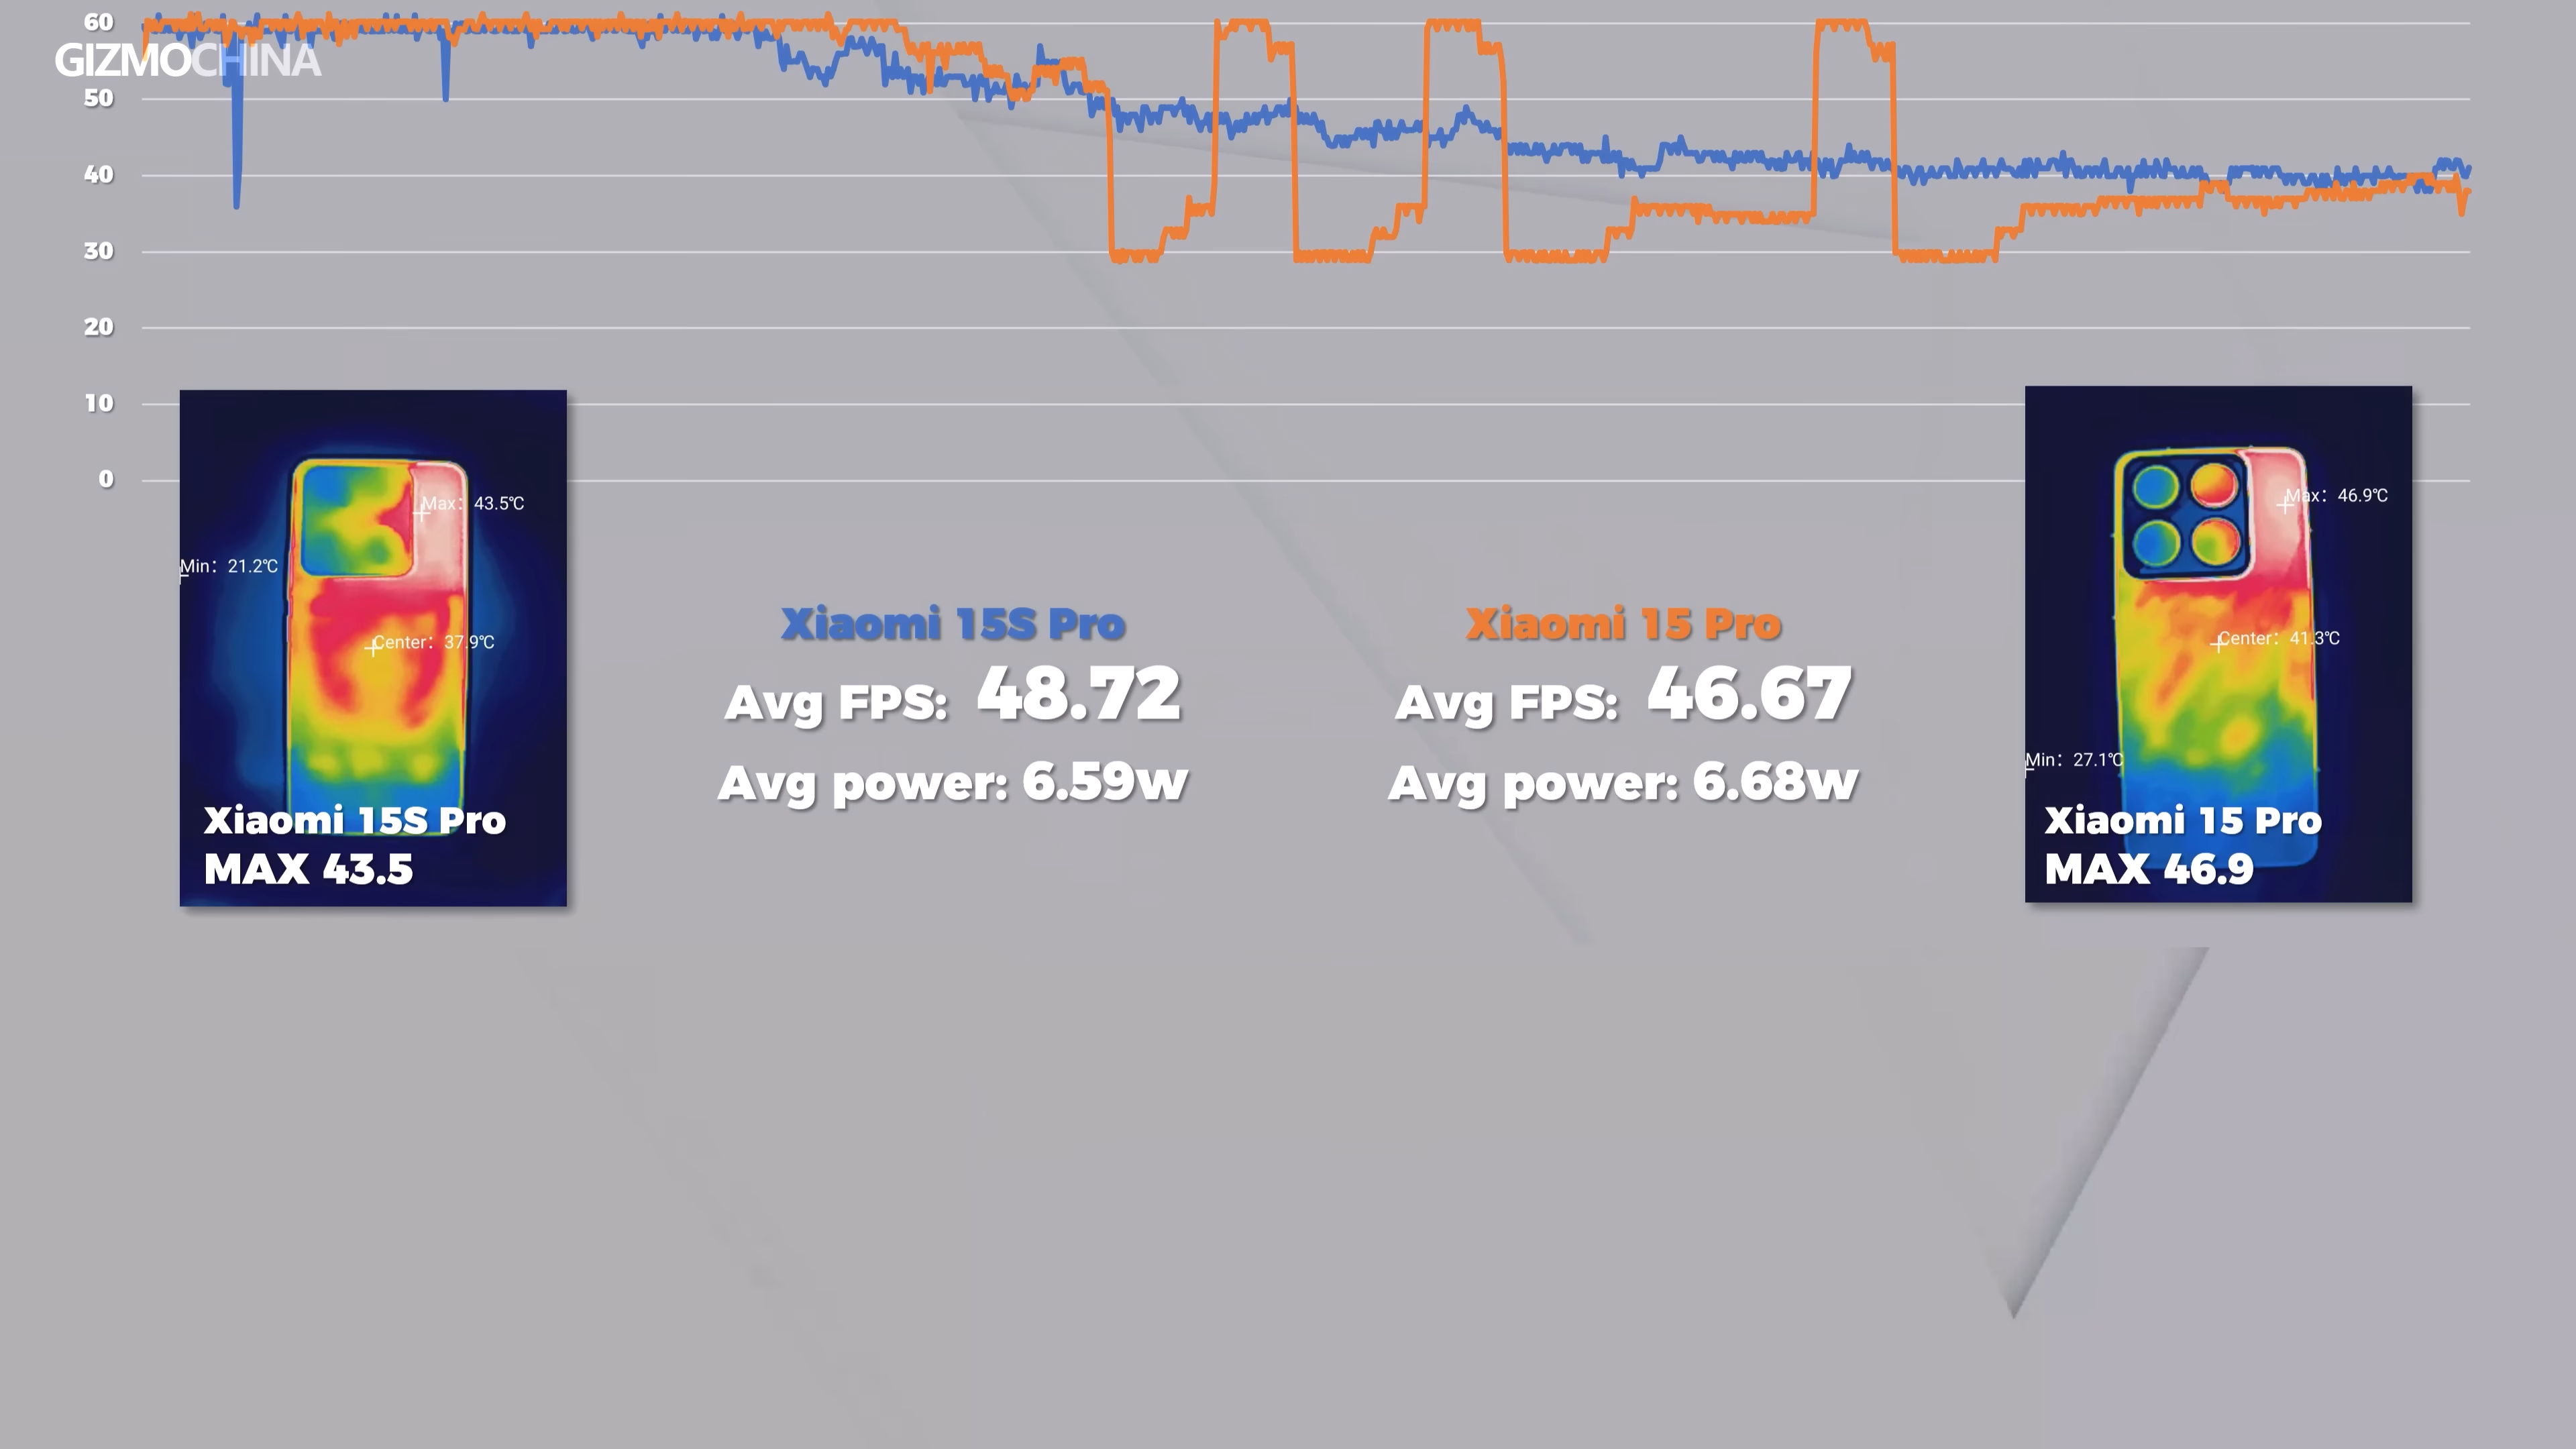 60
GIZMOCHINA
50
40
30
20
10
0
Max: 43.5℃
Min: 21.2℃
Center: 37.9℃
Xiaomi 15S Pro
MAX 43.5
Xiaomi 15S Pro
Avg FPS: 48.72
Avg power: 6.59w
Xiaomi 15 Pro
Avg FPS: 46.67
Avg power: 6.68w
Max: 46.9℃
Center: 41.3℃
Min: 27.1℃
Xiaomi 15 Pro
MAX 46.9